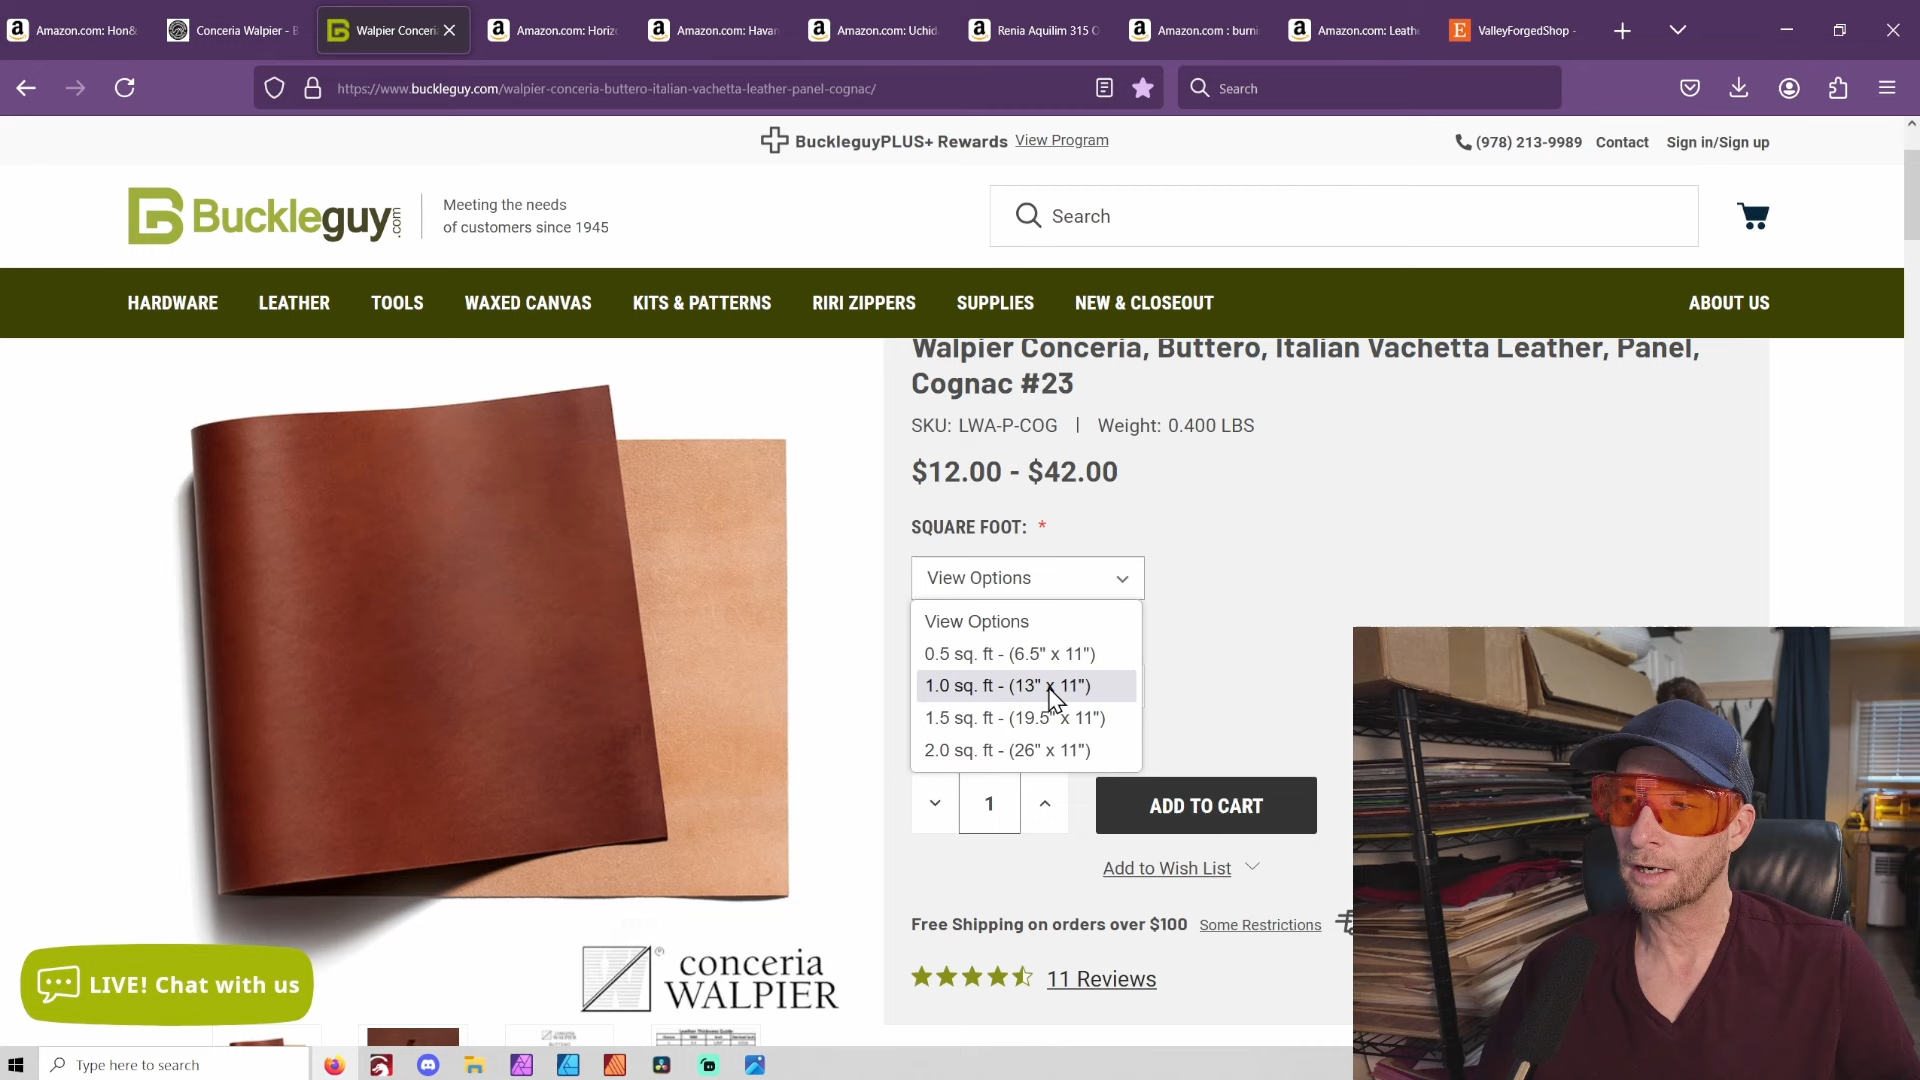 Amazon.com: Hon&
Conceria Walpier - B
Walpier Conceri
Amazon.com: Horizo
Amazon.com: Havan
Amazon.com: Uchid
Renia Aquilim 315 O
Amazon.com : burni
Amazon.com: Leathe
ValleyForgedShop -
https://www.buckleguy.com/walpier-conceria-buttero-italian-vachetta-leather-panel-cognac/
Search
BuckleguyPLUS+ Rewards View Program
(978) 213-9989 Contact Sign in/Sign up
Buckleguy.com
Meeting the needs
of customers since 1945
Search
HARDWARE LEATHER TOOLS WAXED CANVAS KITS & PATTERNS RIRI ZIPPERS SUPPLIES NEW & CLOSEOUT ABOUT US
Walpier Conceria, Buttero, Italian Vachetta Leather, Panel,
Cognac #23
SKU: LWA-P-COG | Weight: 0.400 LBS
$12.00 - $42.00
SQUARE FOOT: *
View Options
View Options
0.5 sq. ft - (6.5" x 11")
1.0 sq. ft - (13" x 11")
1.5 sq. ft - (19.5" x 11")
2.0 sq. ft - (26" x 11")
1
ADD TO CART
Add to Wish List
Free Shipping on orders over $100 Some Restrictions
11 Reviews
conceria
WALPIER
LIVE! Chat with us
Type here to search